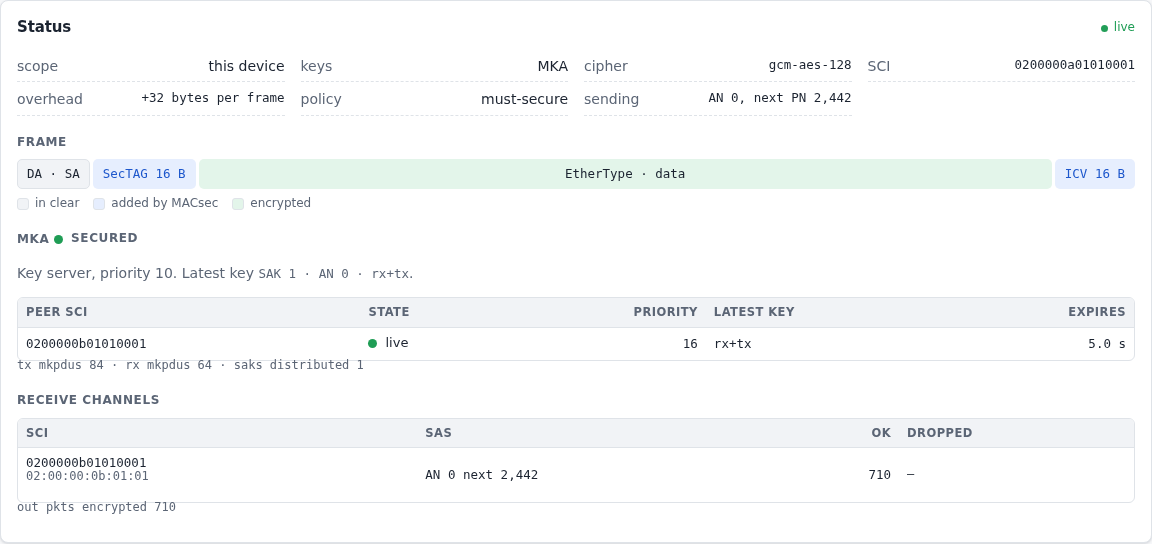 Status
live
scope this device keys MKA cipher gcm-aes-128 SCI 0200000a01010001
overhead +32 bytes per frame policy must-secure sending AN 0, next PN 2,442
FRAME
DA · SA SecTAG 16 B EtherType · data ICV 16 B
in clear added by MACsec encrypted
MKA SECURED
Key server, priority 10. Latest key SAK 1 · AN 0 · rx+tx.
PEER SCI STATE PRIORITY LATEST KEY EXPIRES
0200000b01010001 live 16 rx+tx 5.0 s
tx mkpdus 84 · rx mkpdus 64 · saks distributed 1
RECEIVE CHANNELS
SCI SAS OK DROPPED
0200000b01010001
02:00:00:0b:01:01 AN 0 next 2,442 710 —
out pkts encrypted 710